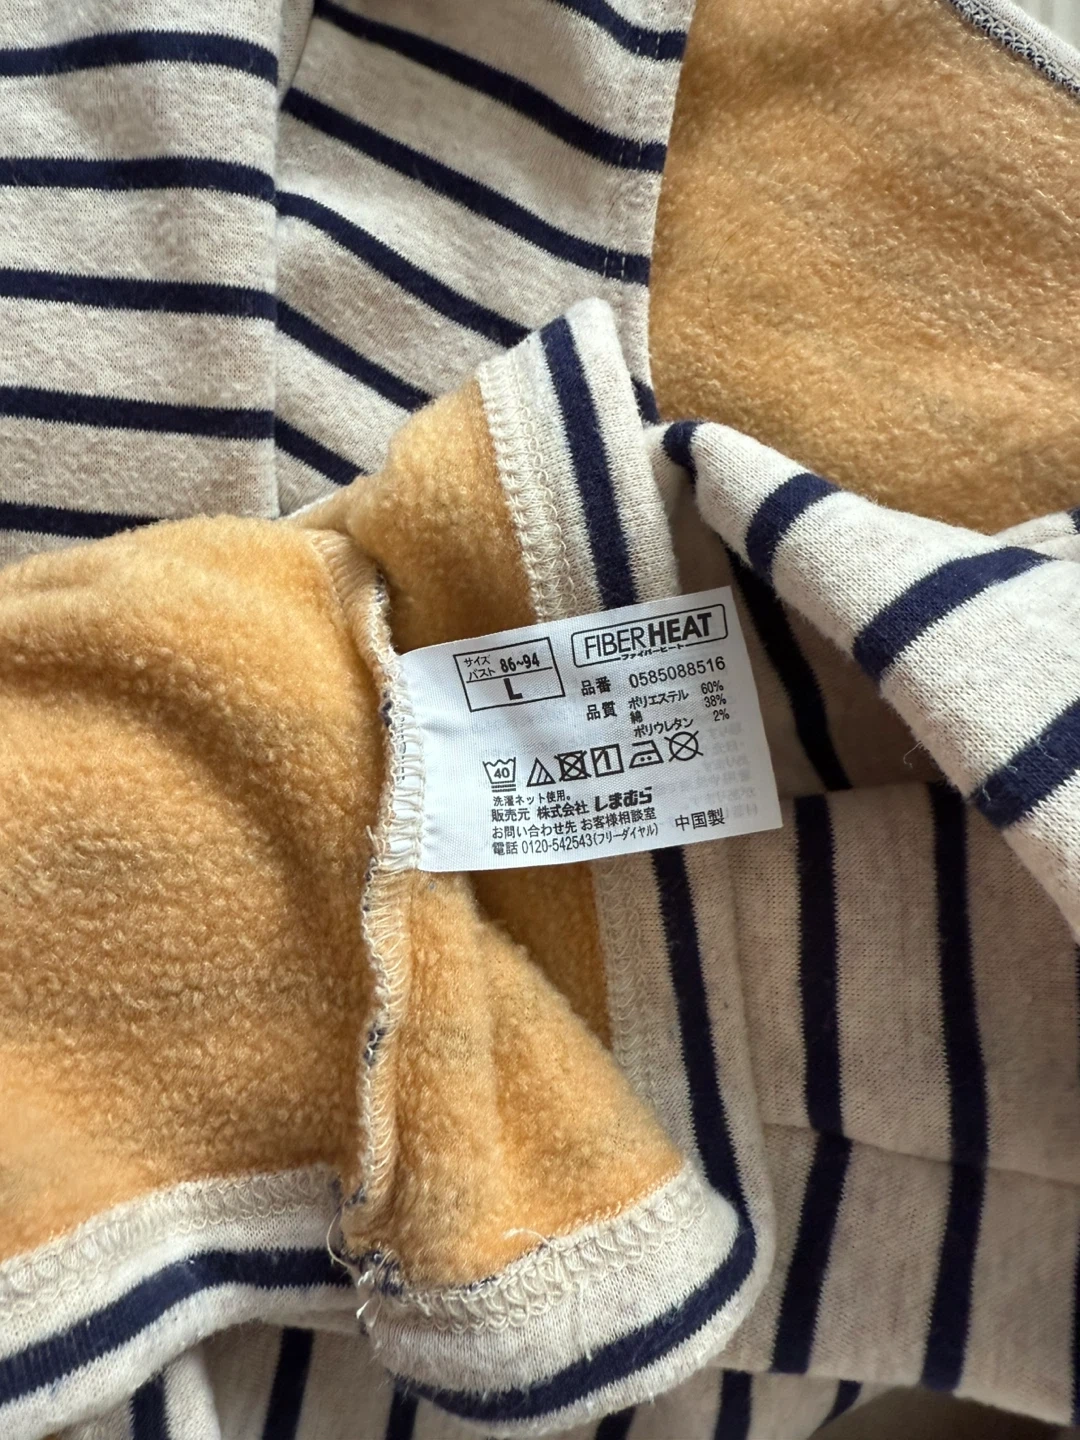 サイズ
バスト 86~94
L
FIBER HEAT
ファイバーヒート
品番 0585088516
品質 ポリエステル 60%
綿 38%
ポリウレタン 2%
40
洗濯ネット使用。
販売元 株式会社 しまむら
お問い合わせ先 お客様相談室
電話 0120-542543(フリーダイヤル) 中国製